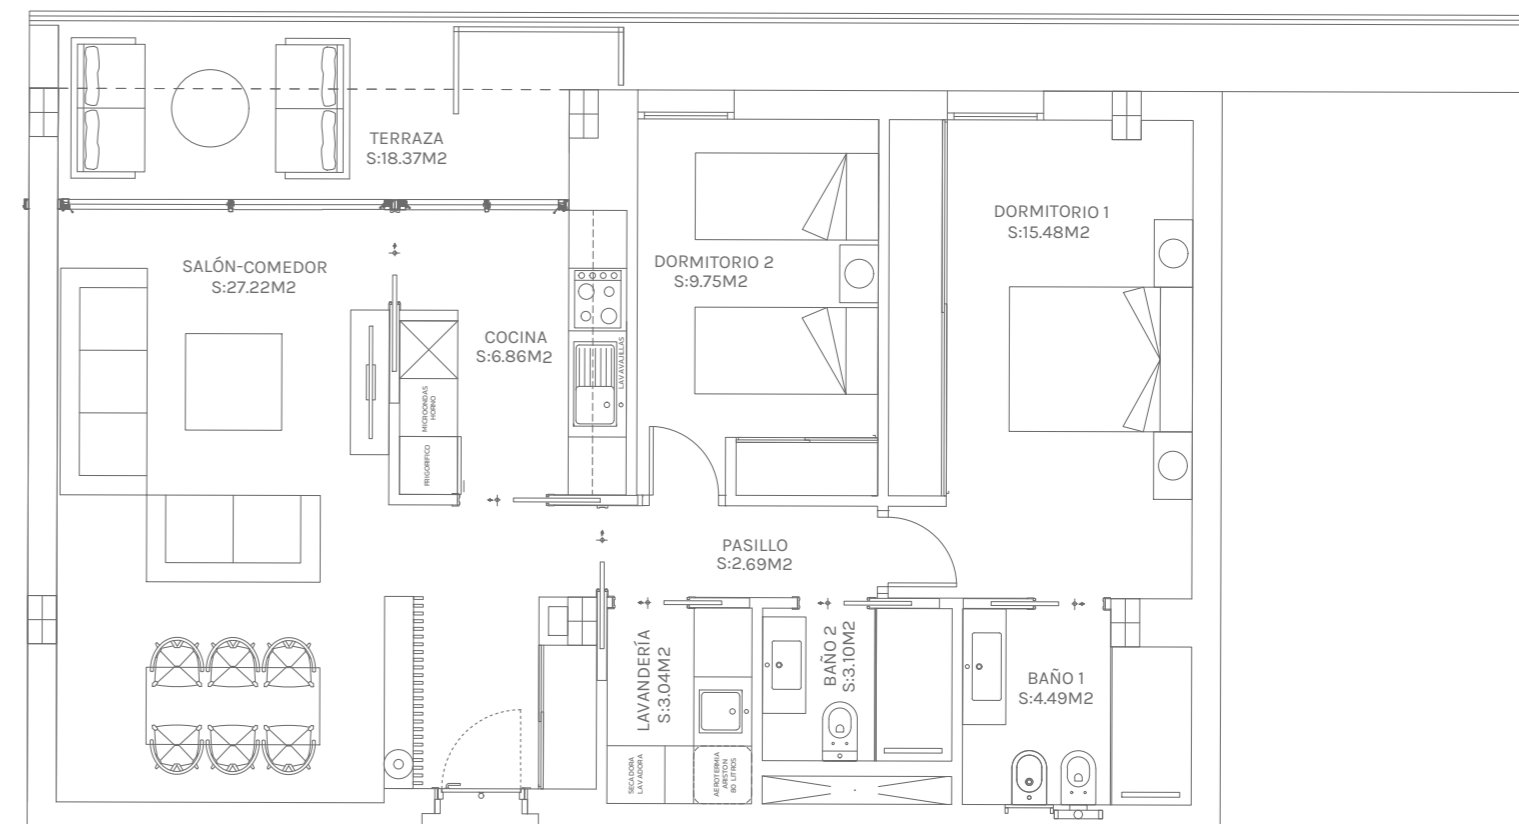 TERRAZA
S:18.37M2
SALÓN-COMEDOR
S:27.22M2
COCINA
S:6.86M2
DORMITORIO 2
S:9.75M2
DORMITORIO 1
S:15.48M2
LAVAVAJILLAS
MICROONDAS
HORNO
FRIGORIFICO
PASILLO
S:2.69M2
LAVANDERÍA
S:3.04M2
BAÑO 2
S:3.10M2
BAÑO 1
S:4.49M2
SECADORA
LAVADORA
AEROTERMIA
ARISTON
80 LITROS